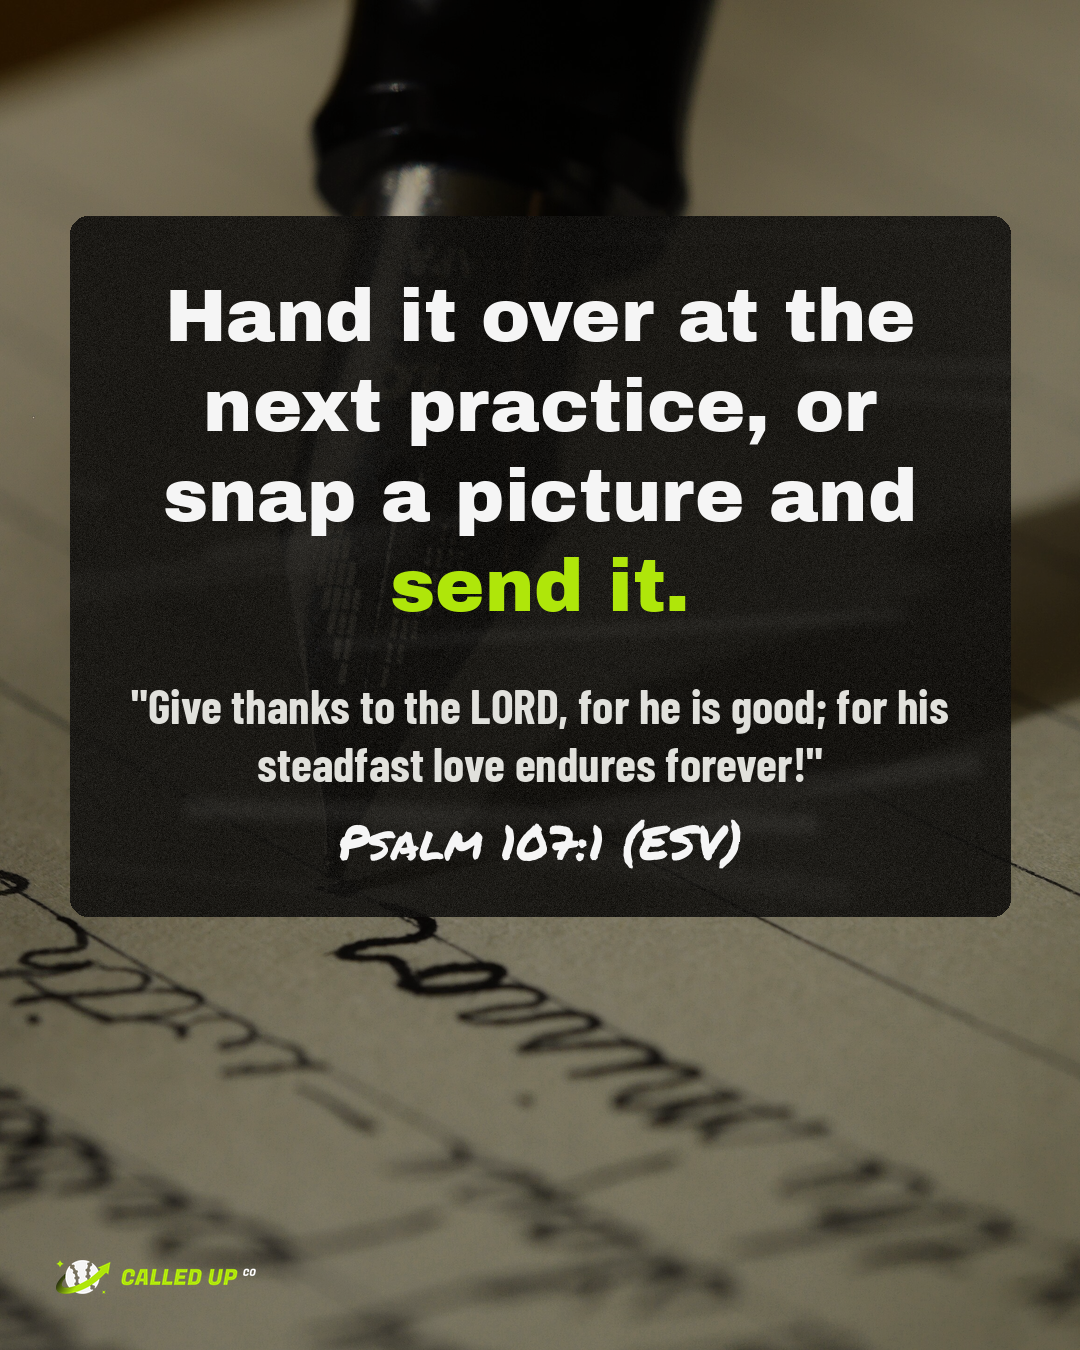 Hand it over at the
next practice, or
snap a picture and
send it.
"Give thanks to the LORD, for he is good; for his
steadfast love endures forever!"
Psalm 107:1 (ESV)
CALLED UP CO